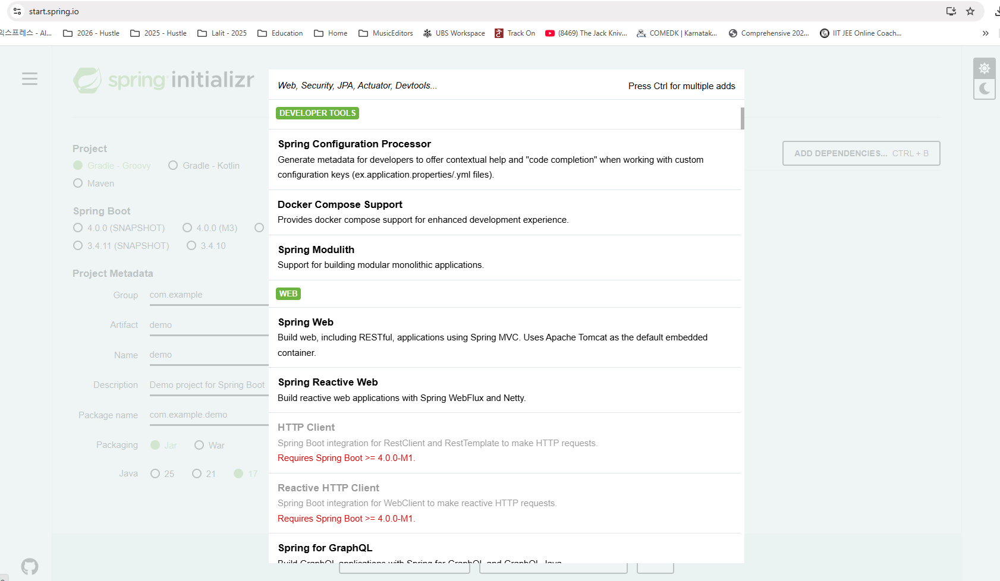 start.spring.io
익스프레스 - Al...
2026 - Hustle
2025 - Hustle
Lalit - 2025
Education
Home
MusicEditors
UBS Workspace
Track On
(8469) The Jack Kniv...
COMEDK | Karnatak...
Comprehensive 202...
IIT JEE Online Coach...
»
spring initializr
Project
Gradle - Groovy
Gradle - Kotlin
Maven
Spring Boot
4.0.0 (SNAPSHOT)
4.0.0 (M3)
3.4.11 (SNAPSHOT)
3.4.10
Project Metadata
Group com.example
Artifact demo
Name demo
Description Demo project for Spring Boot
Package name com.example.demo
Packaging Jar War
Java 25 21 17
Web, Security, JPA, Actuator, Devtools...
Press Ctrl for multiple adds
DEVELOPER TOOLS
Spring Configuration Processor
Generate metadata for developers to offer contextual help and "code completion" when working with custom
configuration keys (ex.application.properties/.yml files).
Docker Compose Support
Provides docker compose support for enhanced development experience.
Spring Modulith
Support for building modular monolithic applications.
WEB
Spring Web
Build web, including RESTful, applications using Spring MVC. Uses Apache Tomcat as the default embedded
container.
Spring Reactive Web
Build reactive web applications with Spring WebFlux and Netty.
HTTP Client
Spring Boot integration for RestClient and RestTemplate to make HTTP requests.
Requires Spring Boot >= 4.0.0-M1.
Reactive HTTP Client
Spring Boot integration for WebClient to make reactive HTTP requests.
Requires Spring Boot >= 4.0.0-M1.
Spring for GraphQL
Build GraphQL applications with Spring for GraphQL and GraphQL Java.
ADD DEPENDENCIES... CTRL + B